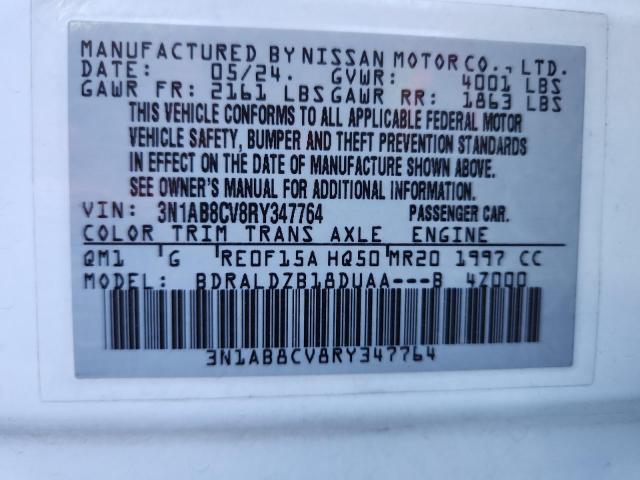 MANUFACTURED BY NISSAN MOTOR CO., LTD.
DATE: 05/24. GVWR: 4001 LBS
GAWR FR: 2161 LBS GAWR RR: 1863 LBS
THIS VEHICLE CONFORMS TO ALL APPLICABLE FEDERAL MOTOR
VEHICLE SAFETY, BUMPER AND THEFT PREVENTION STANDARDS
IN EFFECT ON THE DATE OF MANUFACTURE SHOWN ABOVE.
SEE OWNER'S MANUAL FOR ADDITIONAL INFORMATION.
VIN: 3N1AB8CV8RY347764 PASSENGER CAR.
COLOR TRIM TRANS AXLE ENGINE
QM1 G RE0F15A HQ50 MR20 1997 CC
MODEL: BDRALDZB18DUAA---B 4Z000
3N1AB8CV8RY347764